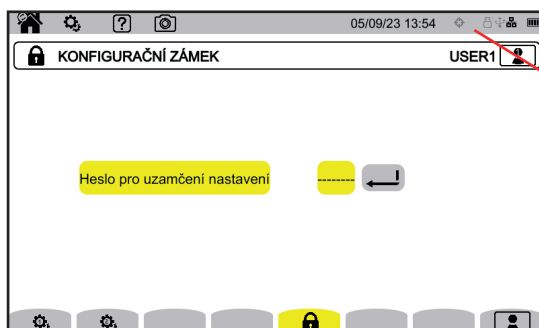 05/09/23 13:54
KONFIGURAČNÍ ZÁMEK USER1
Heslo pro uzamčení nastavení --------